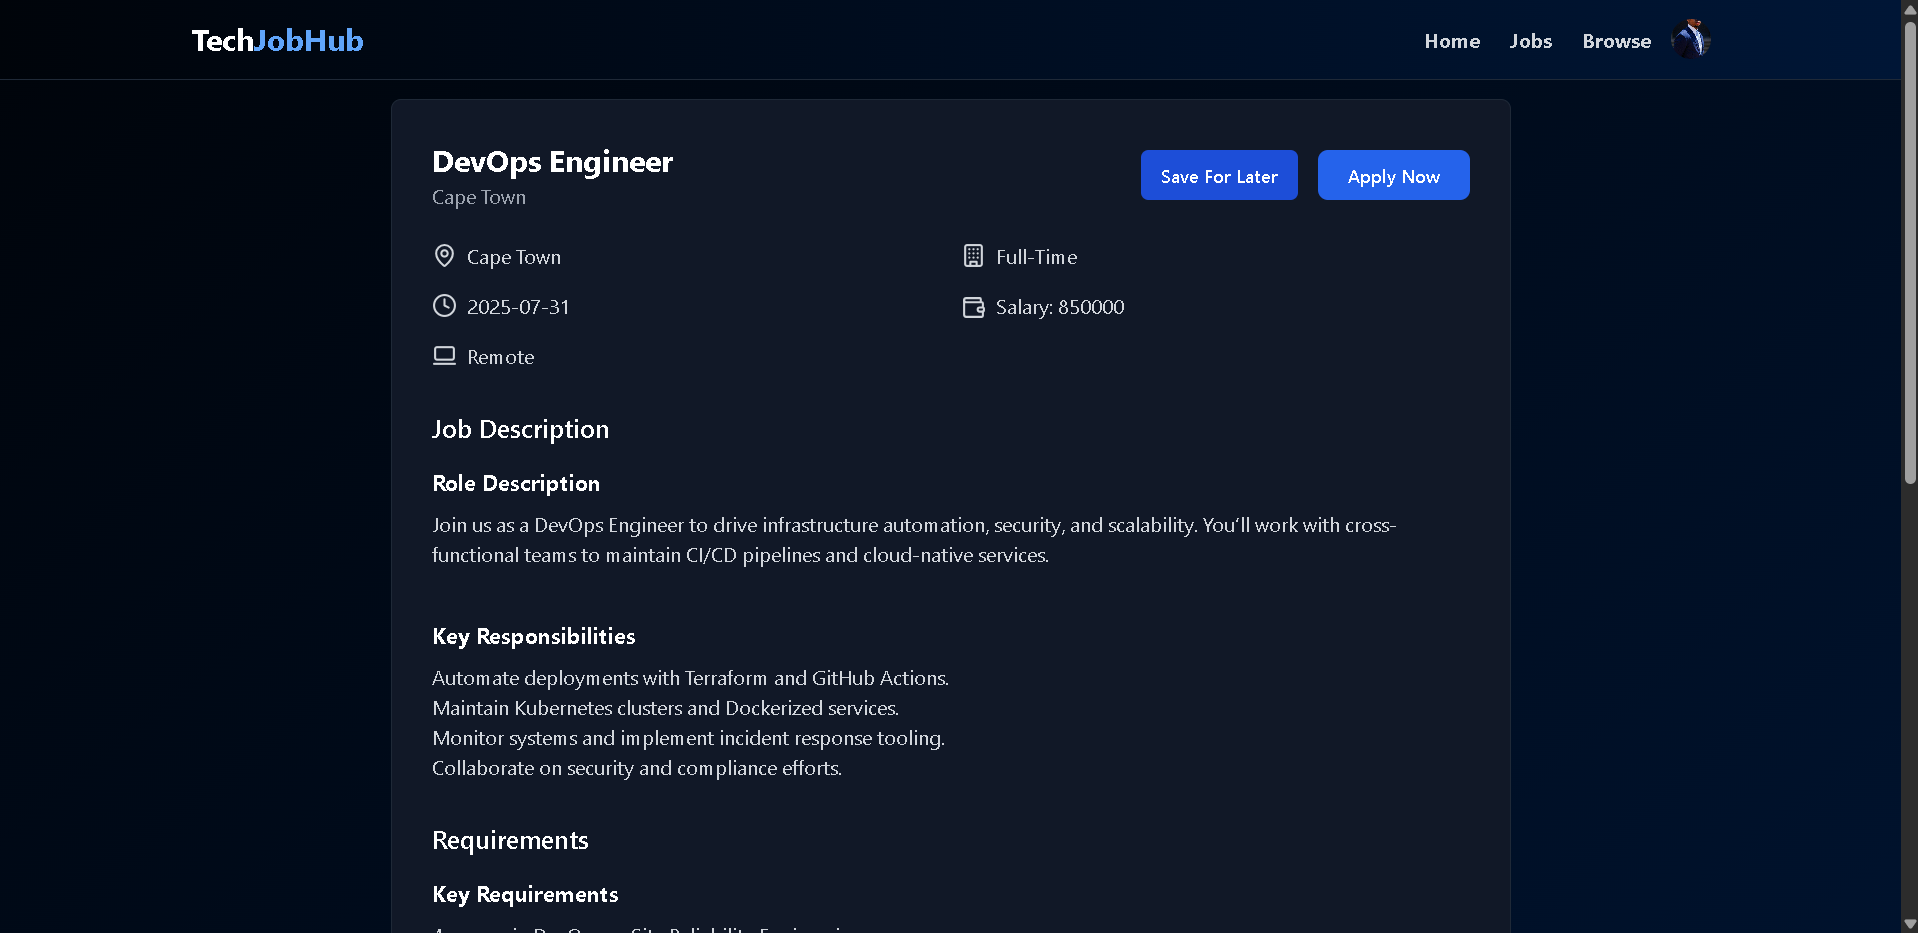 TechJobHub
Home Jobs Browse
DevOps Engineer
Cape Town
Save For Later
Apply Now
Cape Town
Full-Time
2025-07-31
Salary: 850000
Remote
Job Description
Role Description
Join us as a DevOps Engineer to drive infrastructure automation, security, and scalability. You’ll work with cross-
functional teams to maintain CI/CD pipelines and cloud-native services.
Key Responsibilities
Automate deployments with Terraform and GitHub Actions.
Maintain Kubernetes clusters and Dockerized services.
Monitor systems and implement incident response tooling.
Collaborate on security and compliance efforts.
Requirements
Key Requirements